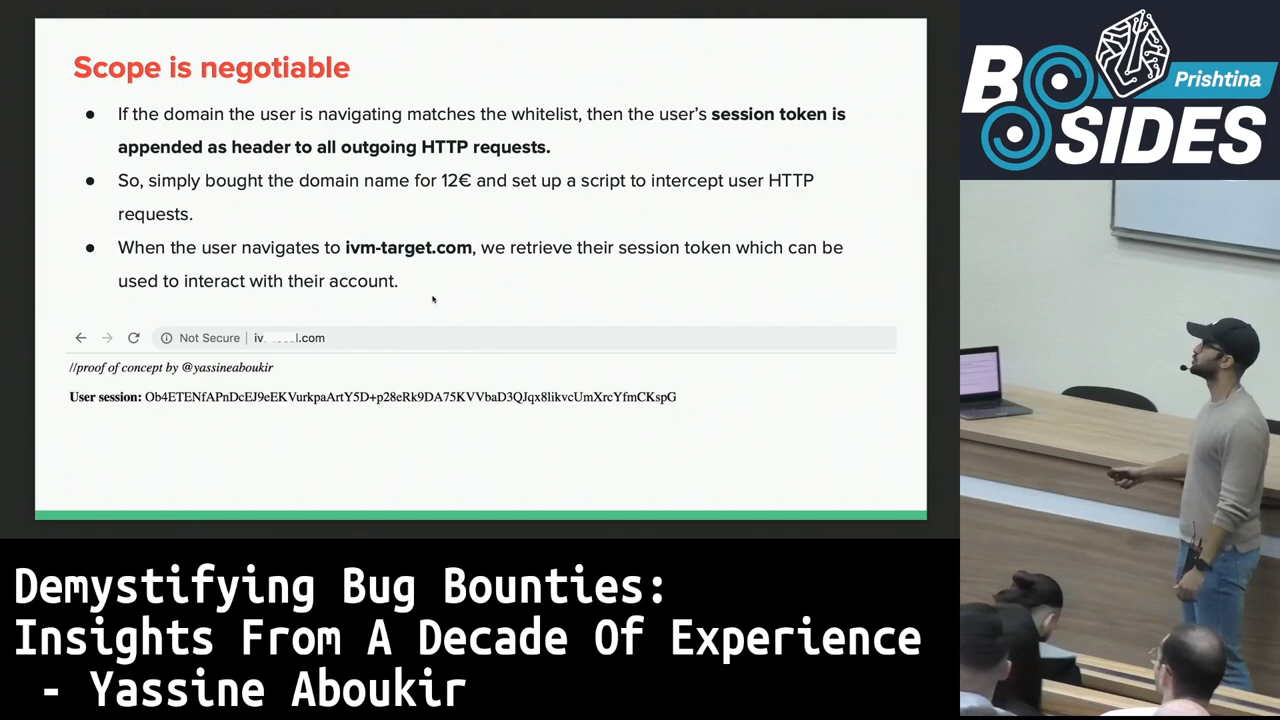 Scope is negotiable
● If the domain the user is navigating matches the whitelist, then the user's session token is
appended as header to all outgoing HTTP requests.
● So, simply bought the domain name for 12€ and set up a script to intercept user HTTP
requests.
● When the user navigates to ivm-target.com, we retrieve their session token which can be
used to interact with their account.
Not Secure | iv l.com
//proof of concept by @yassineaboukir
User session: Ob4ETENfAPnDcEJ9eEKVurkpaArtY5D+p28eRk9DA75KVVbaD3QJqx8likvcUmXrcYfmCKspG
BSIDES
Prishtina
Demystifying Bug Bounties:
Insights From A Decade Of Experience
- Yassine Aboukir